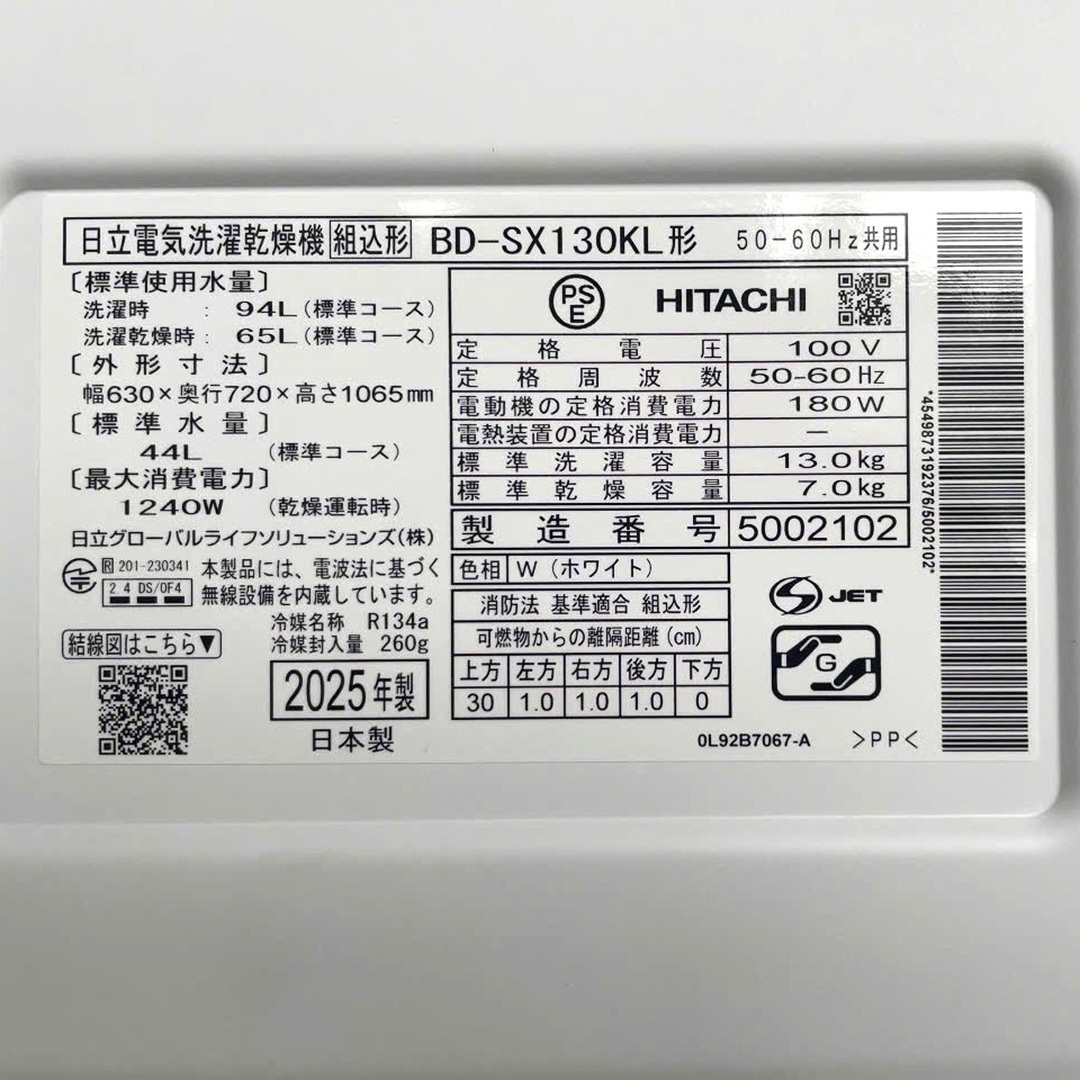 日立電気洗濯乾燥機 組込形 BD-SX130KL形 50-60Hz共用
〔標準使用水量〕
洗濯時 : 94L(標準コース)
洗濯乾燥時: 65L(標準コース)
〔外形寸法〕
幅630×奥行720×高さ1065mm
〔標準水量〕
44L (標準コース)
〔最大消費電力〕
1240W (乾燥運転時)
日立グローバルライフソリューションズ(株)
R 201-230341
2.4 DS/OF4
本製品には、電波法に基づく
無線設備を内蔵しています。
冷媒名称 R134a
冷媒封入量 260g
結線図はこちら▼
2025年製
日本製
PSE HITACHI
定格電圧 100V
定格周波数 50-60Hz
電動機の定格消費電力 180W
電熱装置の定格消費電力 ―
標準洗濯容量 13.0kg
標準乾燥容量 7.0kg
製造番号 5002102
色相 W(ホワイト)
消防法 基準適合 組込形
可燃物からの離隔距離(cm)
上方 左方 右方 後方 下方
30 1.0 1.0 1.0 0
S JET
G
0L92B7067-A >PP<
*4549873192376/5002102*